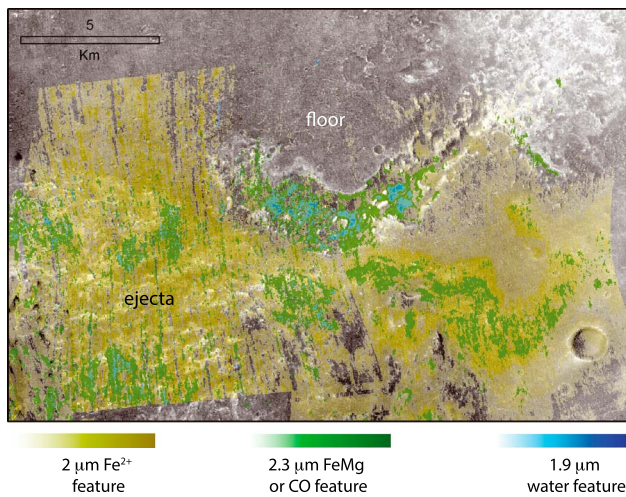 5
Km
floor
ejecta
2 μm Fe²⁺
feature
2.3 μm FeMg
or CO feature
1.9 μm
water feature